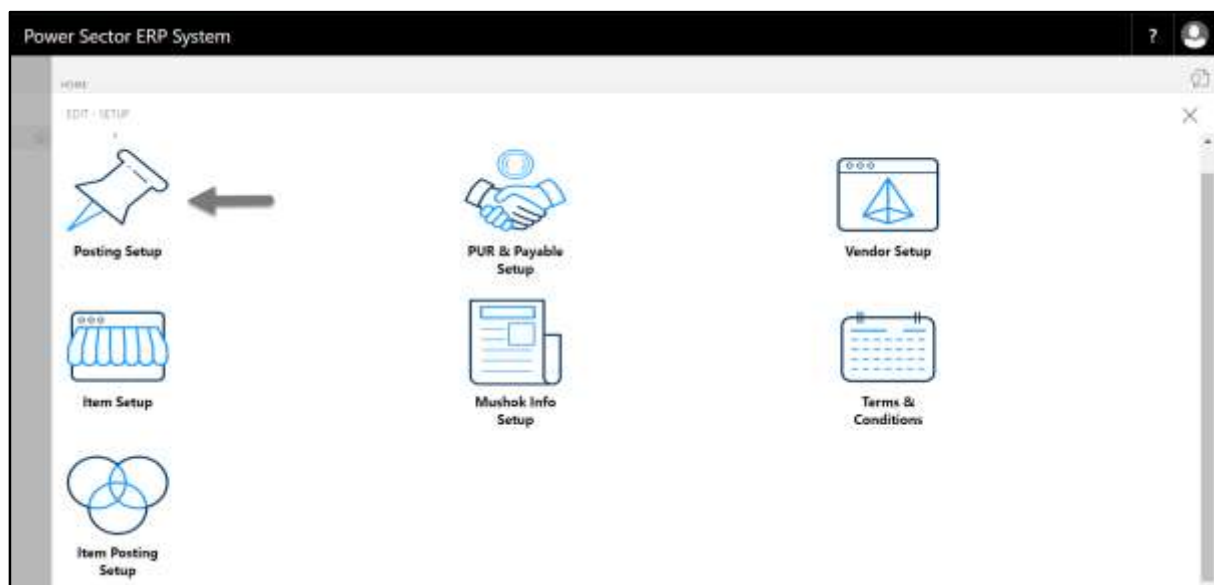 Power Sector ERP System
?
HOME
EDIT - SETUP
Posting Setup
PUR & Payable
Setup
Vendor Setup
Item Setup
Mushok Info
Setup
Terms &
Conditions
Item Posting
Setup